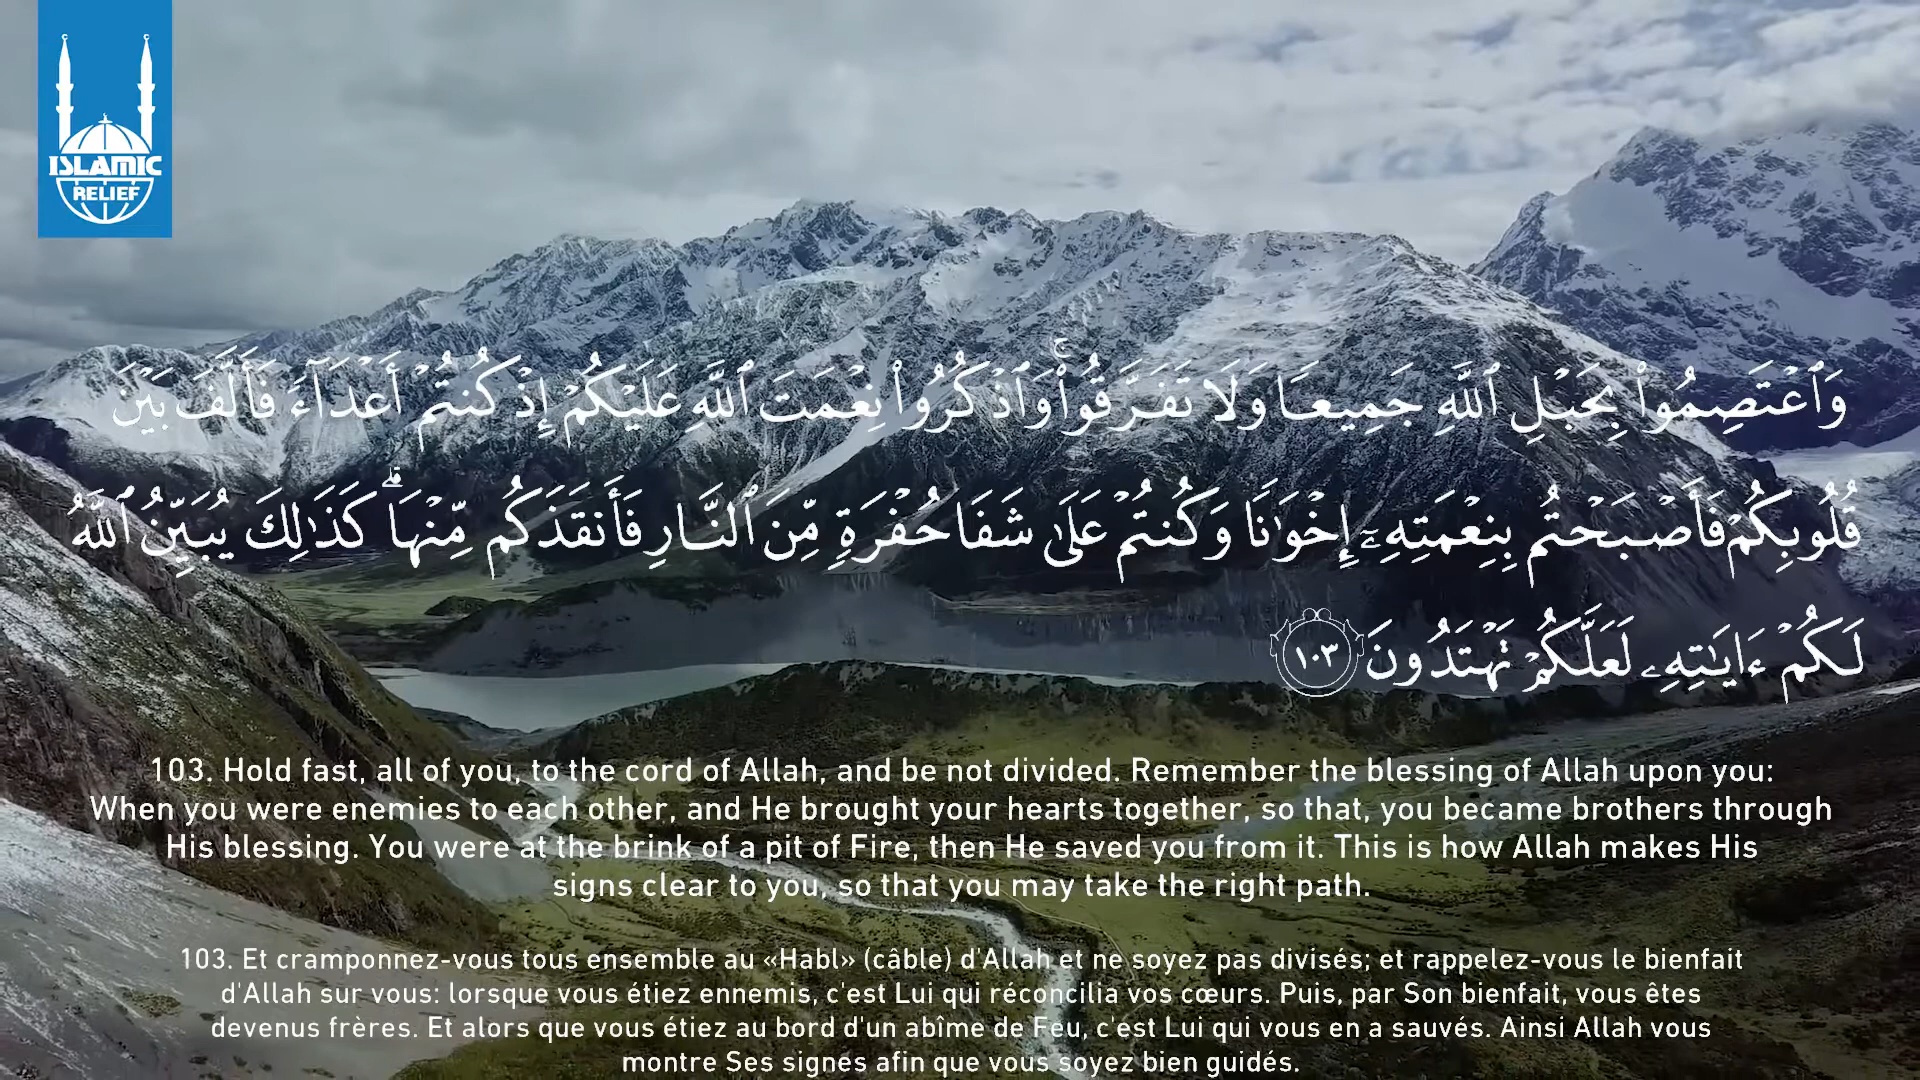 ISLAMIC
RELIEF
وَٱعْتَصِمُوا۟ بِحَبْلِ ٱللَّهِ جَمِيعًا وَلَا تَفَرَّقُوا۟ ۚ وَٱذْكُرُوا۟ نِعْمَتَ ٱللَّهِ عَلَيْكُمْ إِذْ كُنتُمْ أَعْدَآءً فَأَلَّفَ بَيْنَ
قُلُوبِكُمْ فَأَصْبَحْتُم بِنِعْمَتِهِۦٓ إِخْوَٰنًا وَكُنتُمْ عَلَىٰ شَفَا حُفْرَةٍ مِّنَ ٱلنَّارِ فَأَنقَذَكُم مِّنْهَا ۗ كَذَٰلِكَ يُبَيِّنُ ٱللَّهُ
لَكُمْ ءَايَٰتِهِۦ لَعَلَّكُمْ تَهْتَدُونَ ١٠٣
103. Hold fast, all of you, to the cord of Allah, and be not divided. Remember the blessing of Allah upon you:
When you were enemies to each other, and He brought your hearts together, so that, you became brothers through
His blessing. You were at the brink of a pit of Fire, then He saved you from it. This is how Allah makes His
signs clear to you, so that you may take the right path.
103. Et cramponnez-vous tous ensemble au «Habl» (câble) d'Allah et ne soyez pas divisés; et rappelez-vous le bienfait
d'Allah sur vous: lorsque vous étiez ennemis, c'est Lui qui réconcilia vos cœurs. Puis, par Son bienfait, vous êtes
devenus frères. Et alors que vous étiez au bord d'un abîme de Feu, c'est Lui qui vous en a sauvés. Ainsi Allah vous
montre Ses signes afin que vous soyez bien guidés.